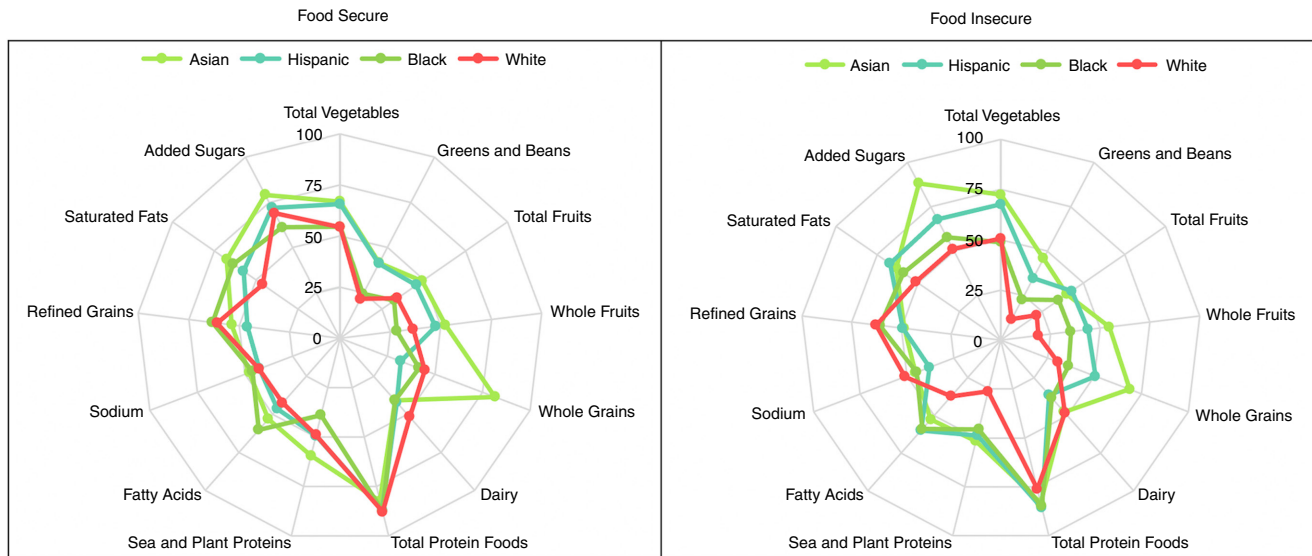 Food Secure
Food Insecure
Asian Hispanic Black White
Total Vegetables
100
Added Sugars
Greens and Beans
75
Saturated Fats
Total Fruits
50
25
Refined Grains
Whole Fruits
0
Sodium
Whole Grains
Fatty Acids
Dairy
Sea and Plant Proteins
Total Protein Foods
Asian Hispanic Black White
Total Vegetables
100
Added Sugars
Greens and Beans
75
Saturated Fats
Total Fruits
50
25
Refined Grains
Whole Fruits
0
Sodium
Whole Grains
Fatty Acids
Dairy
Sea and Plant Proteins
Total Protein Foods